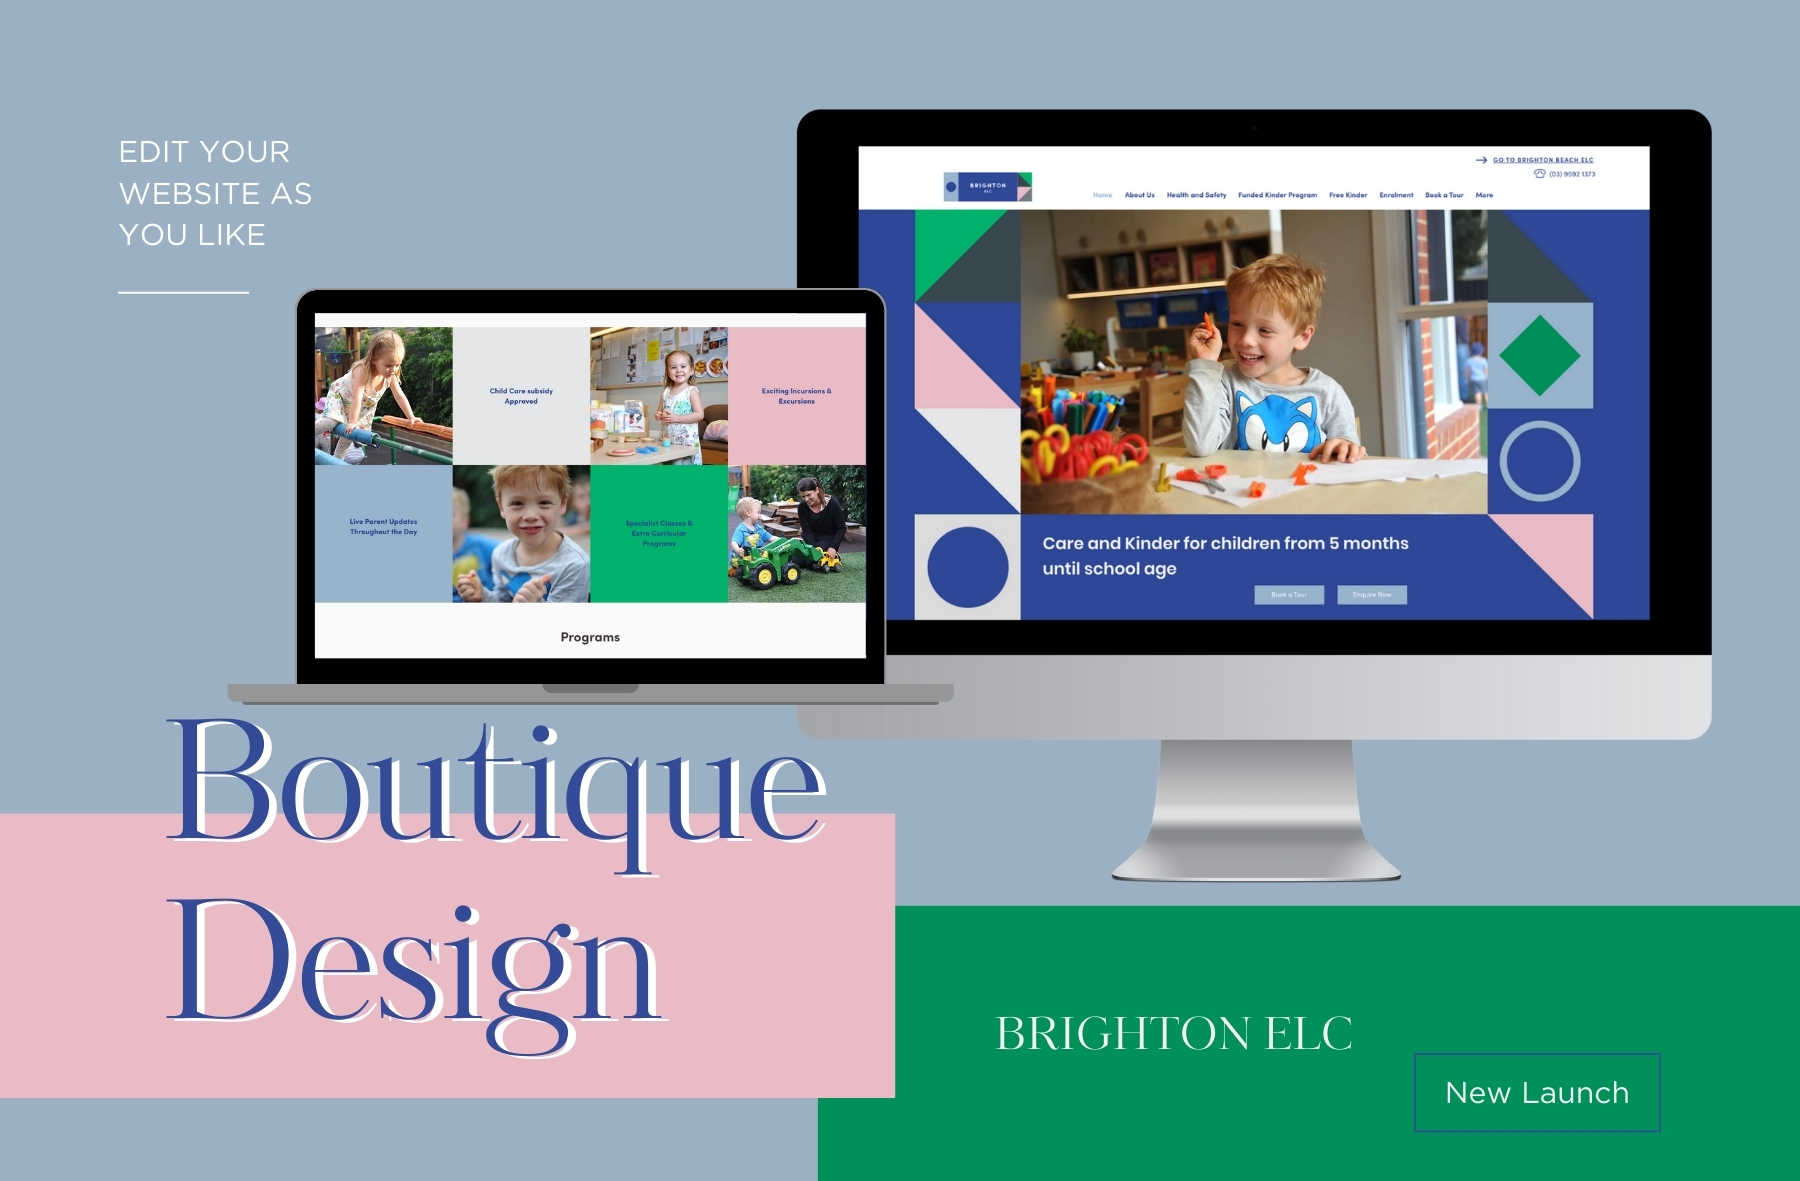 EDIT YOUR
WEBSITE AS
YOU LIKE
GO TO BRIGHTON BEACH ELC
(03) 9592 1373
BRIGHTON
ELC
Home About Us Health and Safety Funded Kinder Program Free Kinder Enrolment Book a Tour More
Care and Kinder for children from 5 months
until school age
Book a Tour Enquire Now
Child Care subsidy
Approved
Exciting Incursions &
Excursions
Live Parent Updates
Throughout the Day
Specialist Classes &
Extra Curricular
Programs
Programs
Boutique
Design
BRIGHTON ELC
New Launch